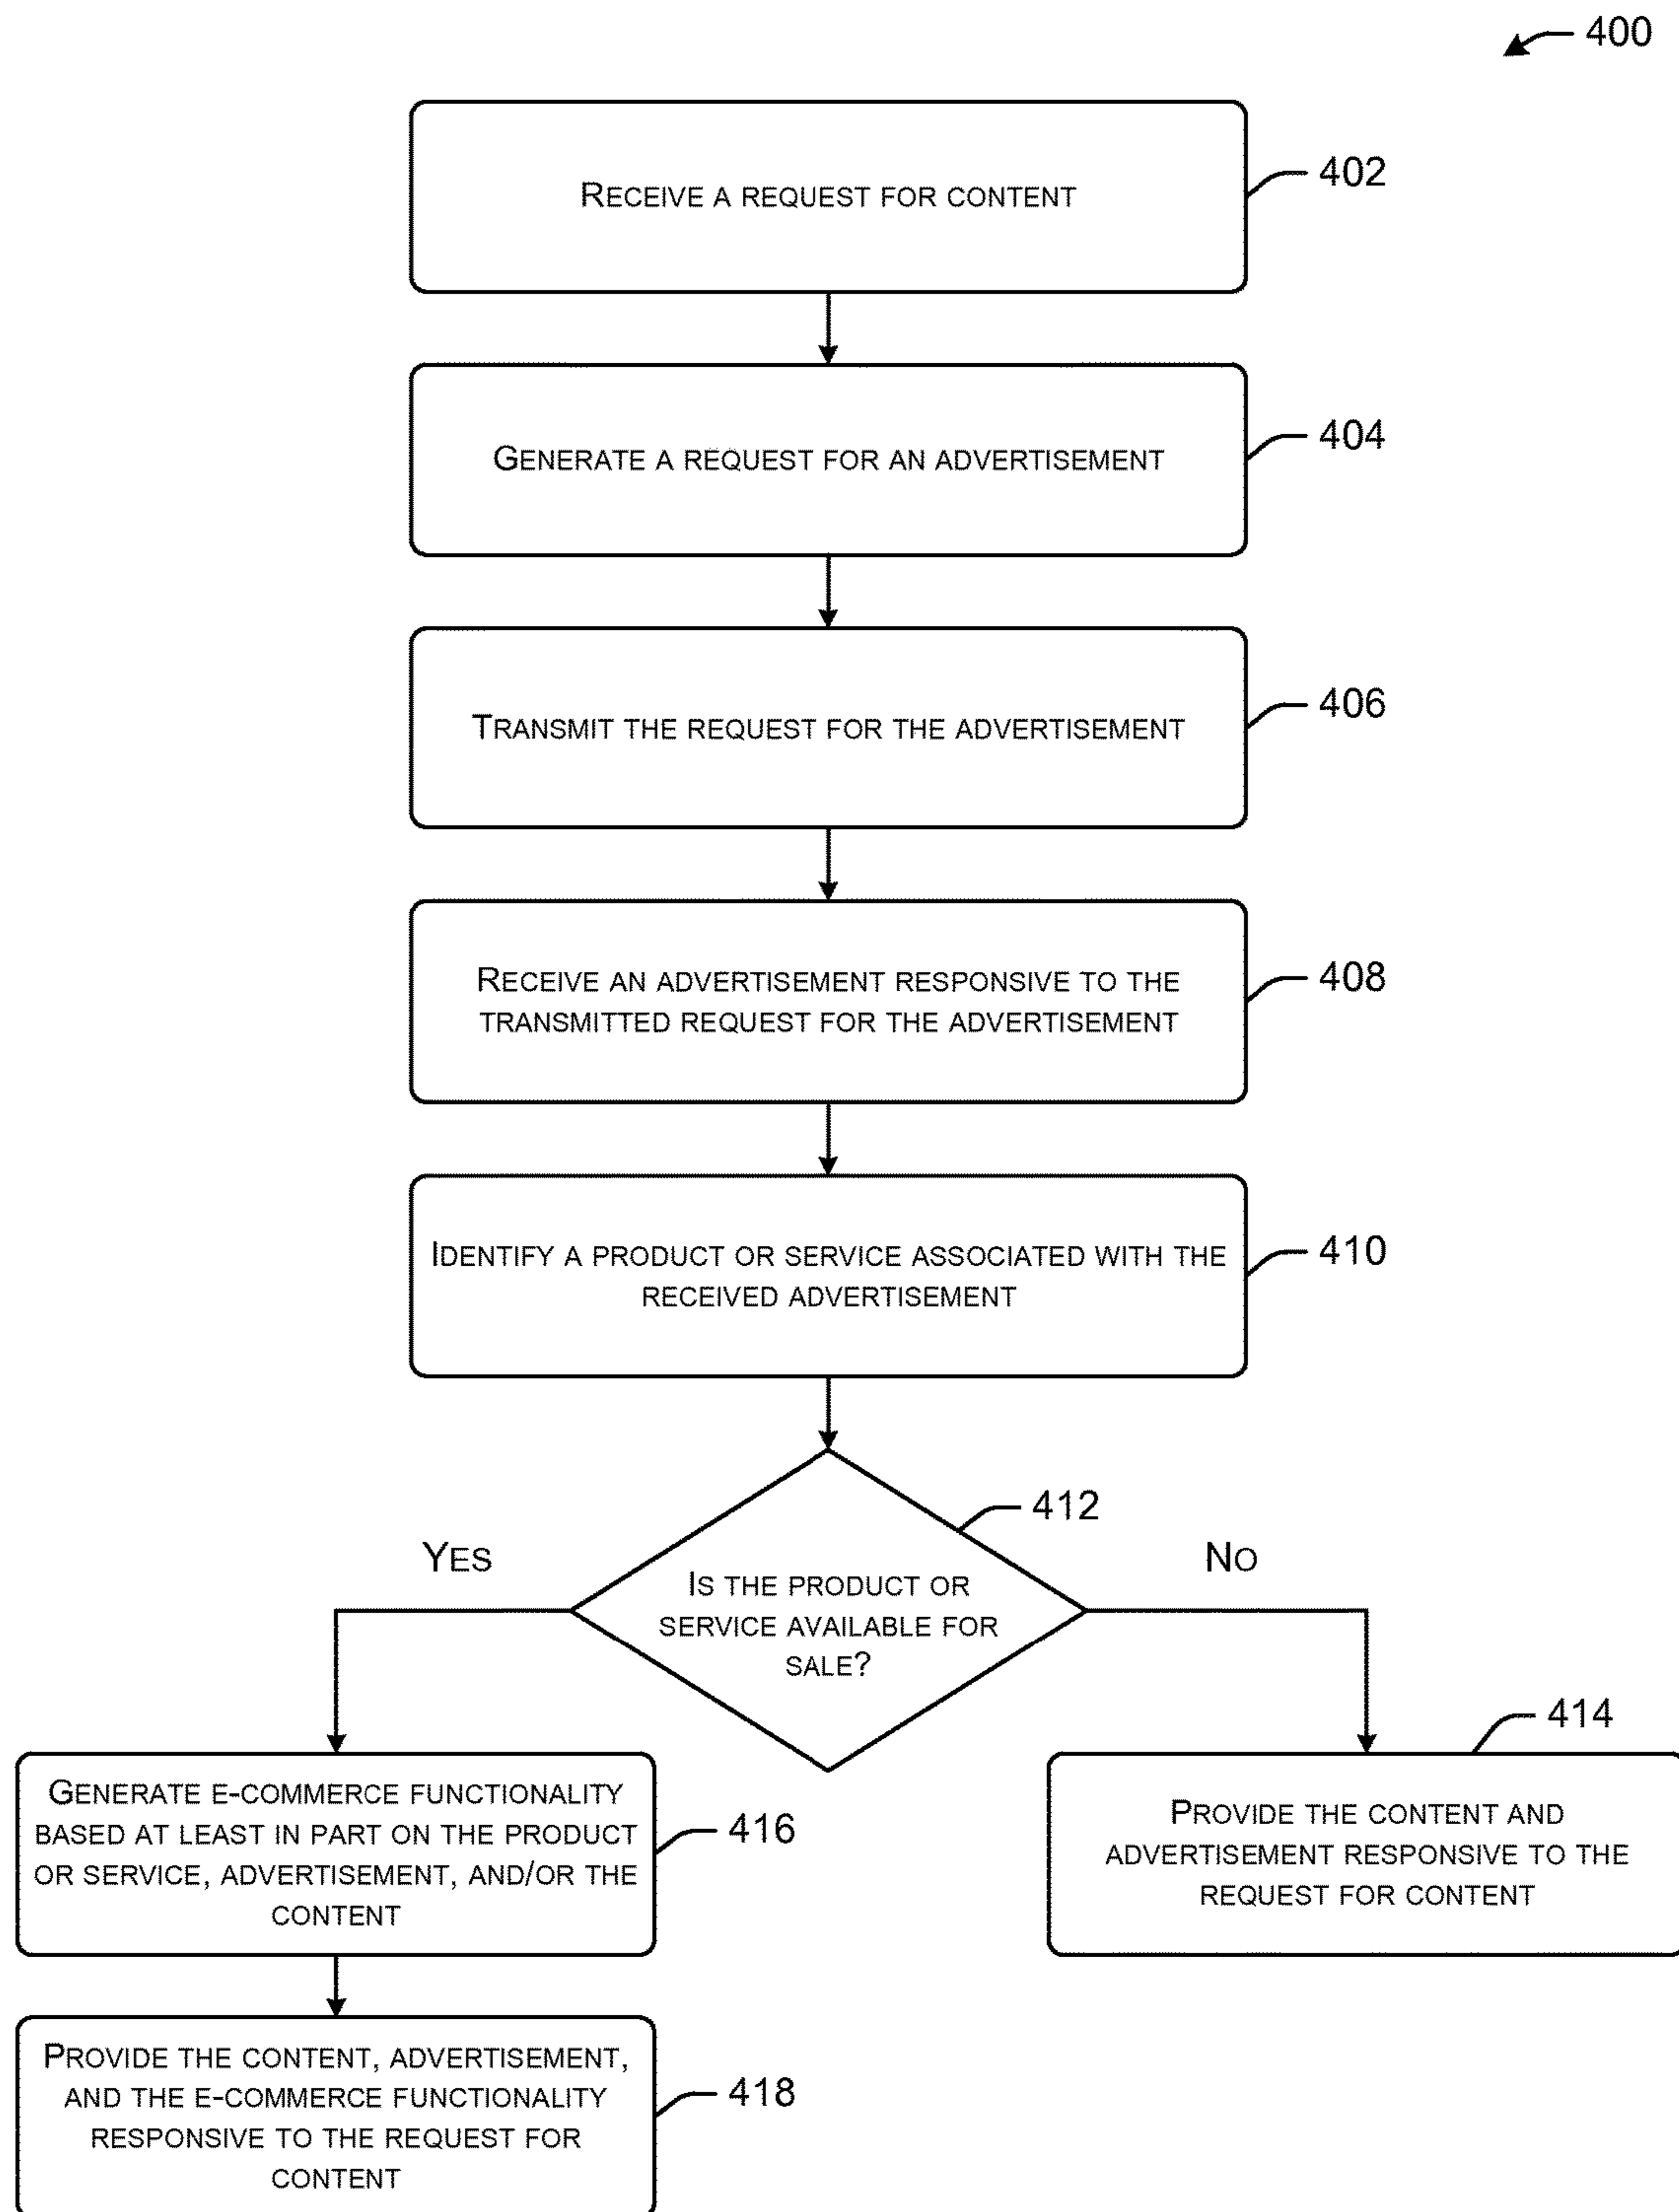 400
RECEIVE A REQUEST FOR CONTENT
402
GENERATE A REQUEST FOR AN ADVERTISEMENT
404
TRANSMIT THE REQUEST FOR THE ADVERTISEMENT
406
RECEIVE AN ADVERTISEMENT RESPONSIVE TO THE
TRANSMITTED REQUEST FOR THE ADVERTISEMENT
408
IDENTIFY A PRODUCT OR SERVICE ASSOCIATED WITH THE
RECEIVED ADVERTISEMENT
410
412
YES
NO
IS THE PRODUCT OR
SERVICE AVAILABLE FOR
SALE?
414
GENERATE E-COMMERCE FUNCTIONALITY
BASED AT LEAST IN PART ON THE PRODUCT
OR SERVICE, ADVERTISEMENT, AND/OR THE
CONTENT
416
PROVIDE THE CONTENT AND
ADVERTISEMENT RESPONSIVE TO THE
REQUEST FOR CONTENT
PROVIDE THE CONTENT, ADVERTISEMENT,
AND THE E-COMMERCE FUNCTIONALITY
RESPONSIVE TO THE REQUEST FOR
CONTENT
418